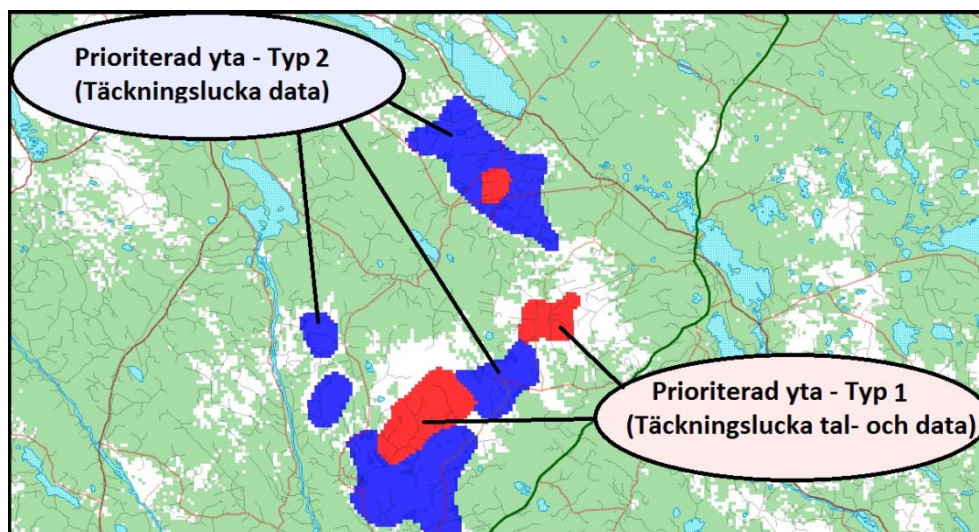 Prioriterad yta - Typ 2
(Täckningslucka data)
Prioriterad yta - Typ 1
(Täckningslucka tal- och data)